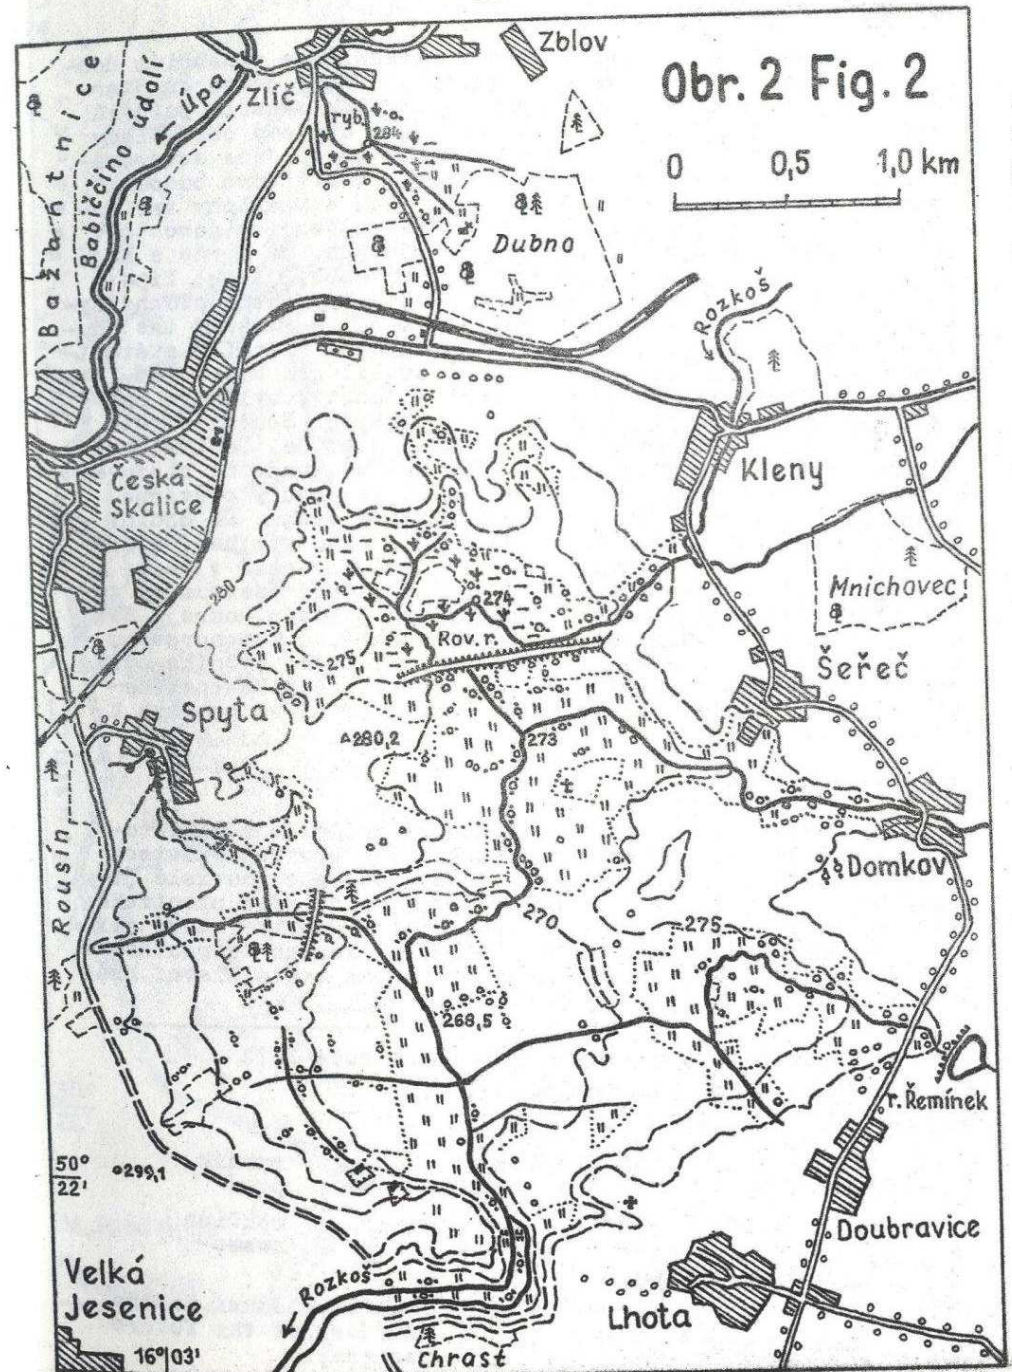 Obr. 2 Fig. 2
0 0,5 1,0 km
Zblov
Zlíč
ryb.
284
Bažantnice
Babiččino údolí
Úpa
Dubno
Rozkoš
Kleny
Česká
Skalice
280
274
Rov. r.
275
Mnichovec
Šeřeč
Spyta
280,2
273
Rousín
Domkov
270
275
268,5
r. Řemínek
50°
22'
299,1
Doubravice
Velká
Jesenice
Rozkoš
Lhota
Chrast
16° 03'